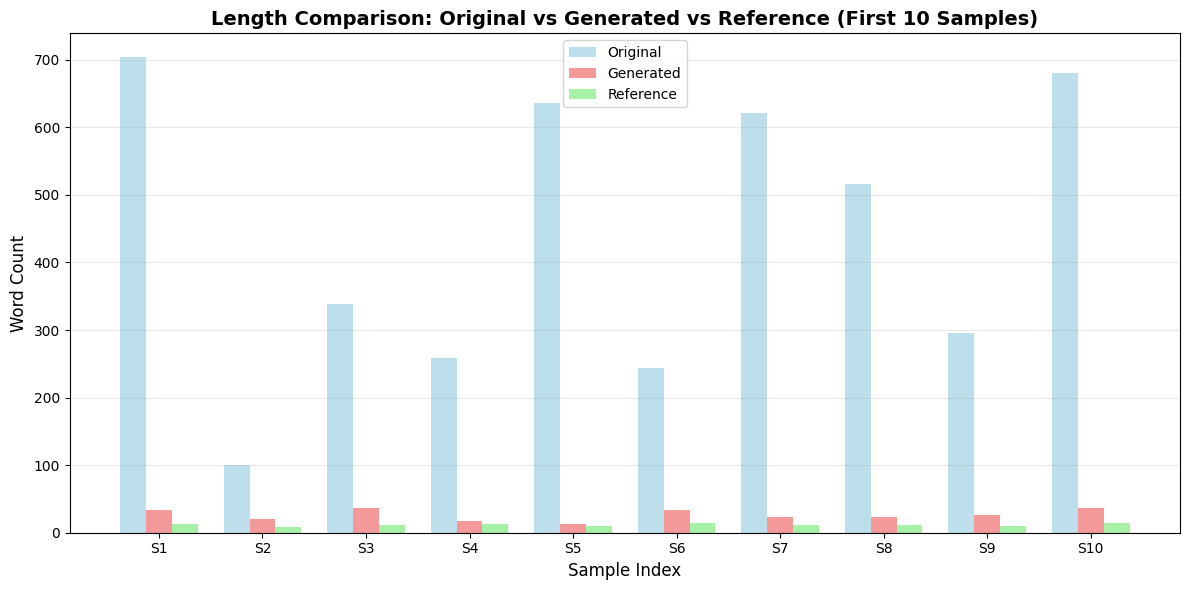 Length Comparison: Original vs Generated vs Reference (First 10 Samples)
Original
Generated
Reference
Word Count
700
600
500
400
300
200
100
0
S1 S2 S3 S4 S5 S6 S7 S8 S9 S10
Sample Index